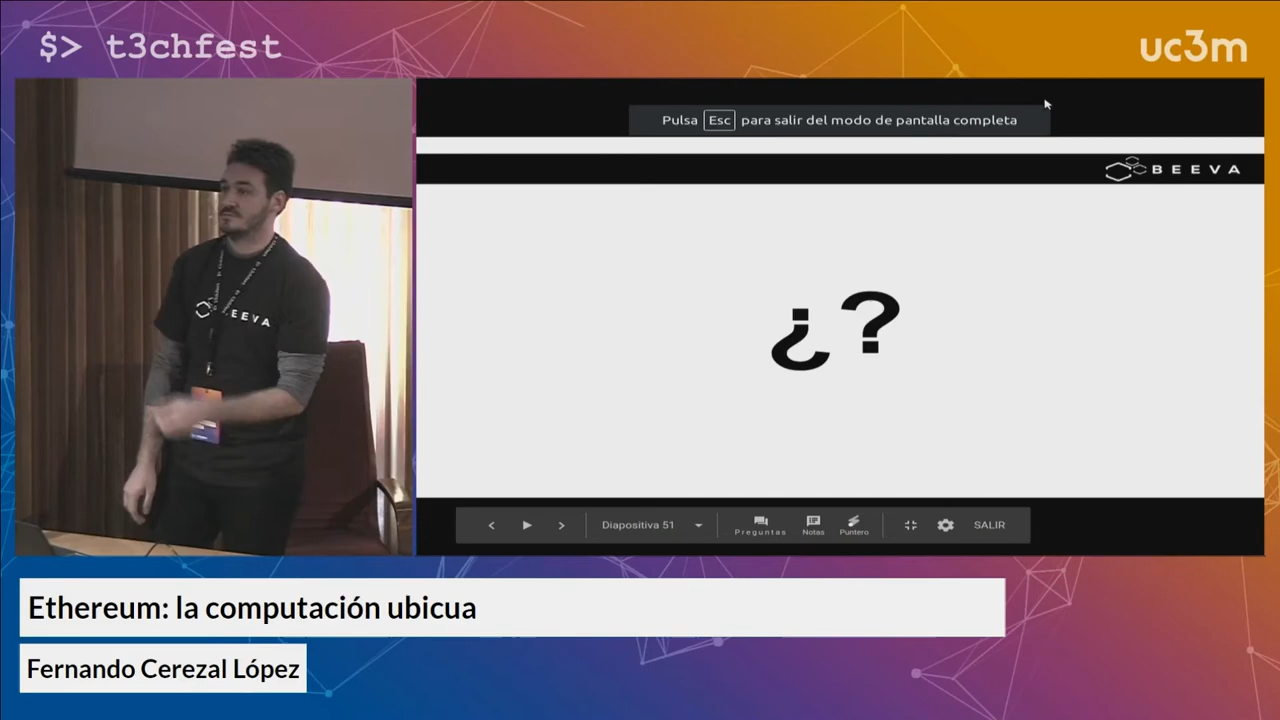 $> t3chfest
uc3m
Pulsa Esc para salir del modo de pantalla completa
BEEVA
¿?
BEEVA
Diapositiva 51
Preguntas
Notas
Puntero
SALIR
Ethereum: la computación ubicua
Fernando Cerezal López